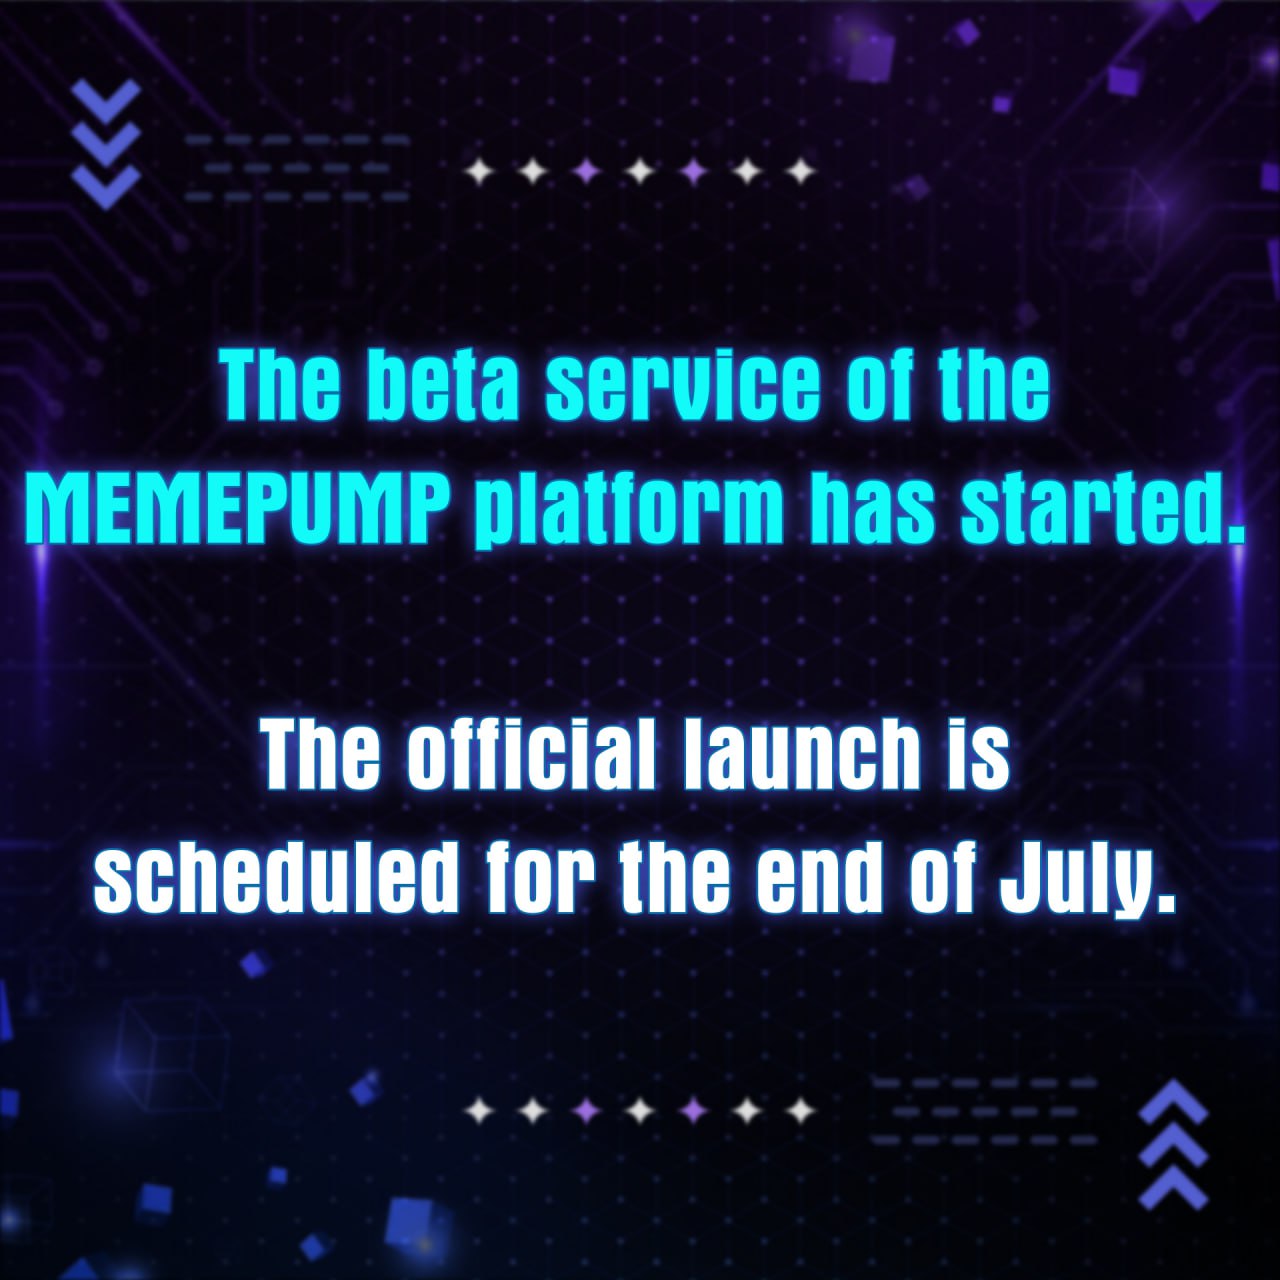 The beta service of the
MEMEPUMP platform has started.
The official launch is
scheduled for the end of July.